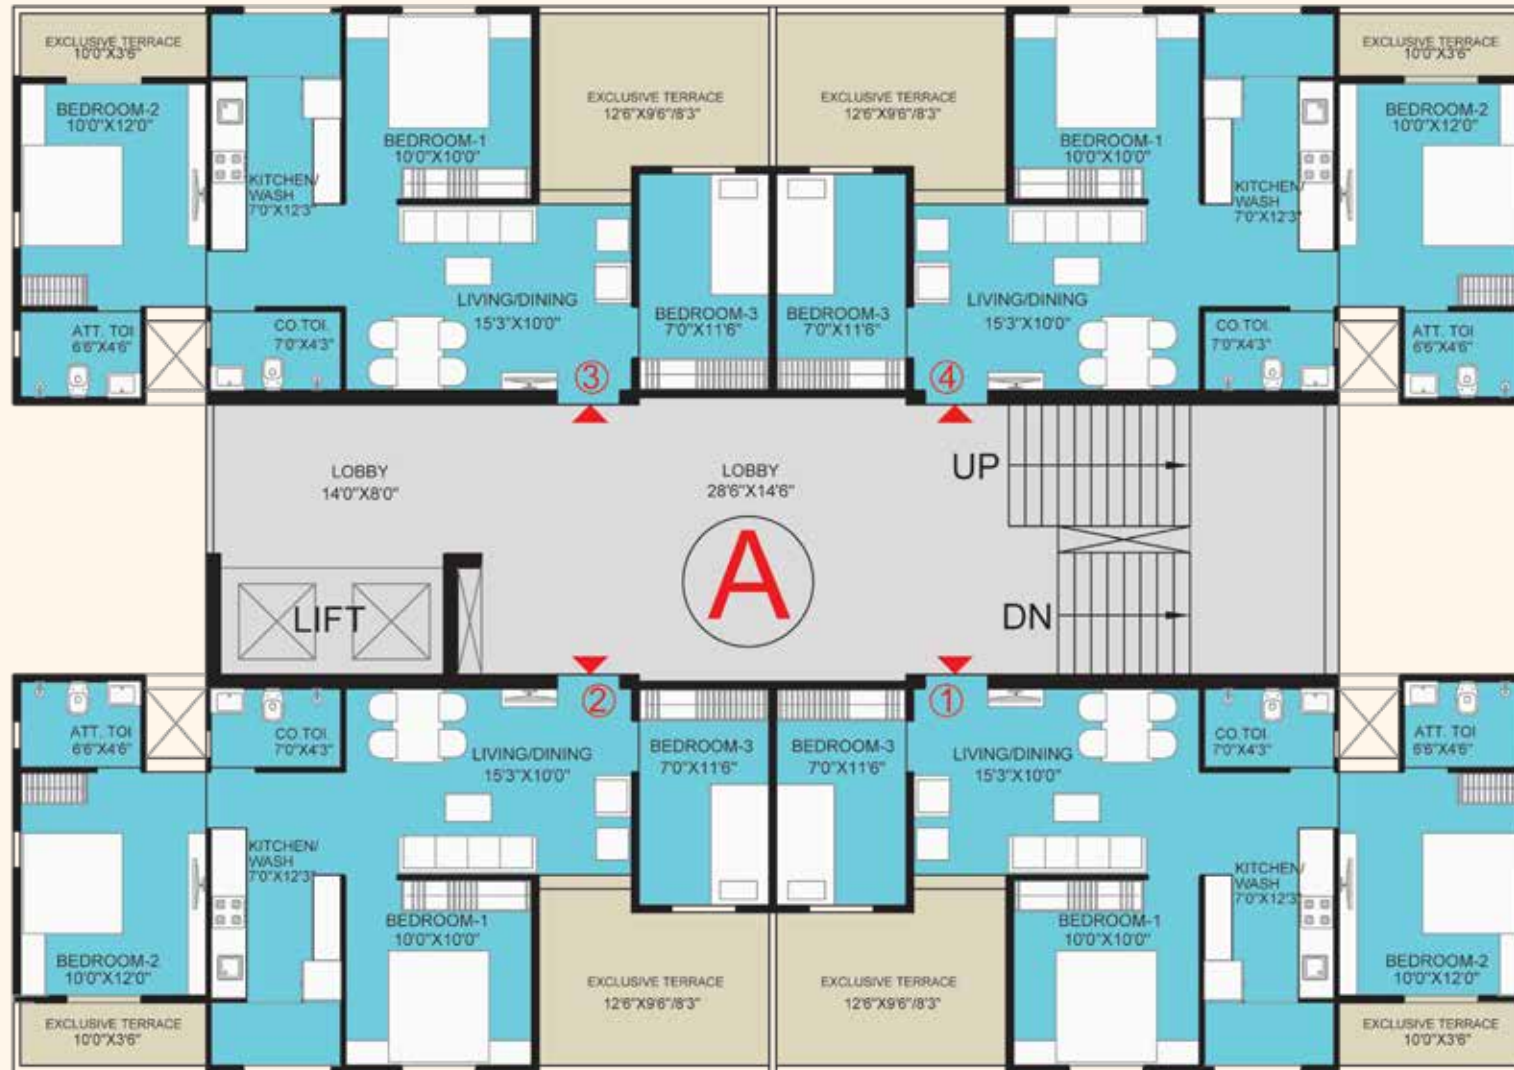 EXCLUSIVE TERRACE
10'0"X3'6"
BEDROOM-2
10'0"X12'0"
KITCHEN/
WASH
7'0"X12'3"
BEDROOM-1
10'0"X10'0"
EXCLUSIVE TERRACE
12'6"X9'6"/8'3"
LIVING/DINING
15'3"X10'0"
BEDROOM-3
7'0"X11'6"
ATT. TOI
6'6"X4'6"
CO.TOI.
7'0"X4'3"
3
EXCLUSIVE TERRACE
12'6"X9'6"/8'3"
BEDROOM-1
10'0"X10'0"
KITCHEN/
WASH
7'0"X12'3"
EXCLUSIVE TERRACE
10'0"X3'6"
BEDROOM-2
10'0"X12'0"
BEDROOM-3
7'0"X11'6"
LIVING/DINING
15'3"X10'0"
CO.TOI.
7'0"X4'3"
ATT. TOI
6'6"X4'6"
4
LOBBY
14'0"X8'0"
LOBBY
28'6"X14'6"
UP
A
LIFT
DN
2
1
ATT. TOI
6'6"X4'6"
CO.TOI.
7'0"X4'3"
LIVING/DINING
15'3"X10'0"
BEDROOM-3
7'0"X11'6"
KITCHEN/
WASH
7'0"X12'3"
BEDROOM-1
10'0"X10'0"
BEDROOM-2
10'0"X12'0"
EXCLUSIVE TERRACE
10'0"X3'6"
EXCLUSIVE TERRACE
12'6"X9'6"/8'3"
BEDROOM-3
7'0"X11'6"
LIVING/DINING
15'3"X10'0"
CO.TOI.
7'0"X4'3"
ATT. TOI
6'6"X4'6"
KITCHEN/
WASH
7'0"X12'3"
BEDROOM-1
10'0"X10'0"
BEDROOM-2
10'0"X12'0"
EXCLUSIVE TERRACE
12'6"X9'6"/8'3"
EXCLUSIVE TERRACE
10'0"X3'6"